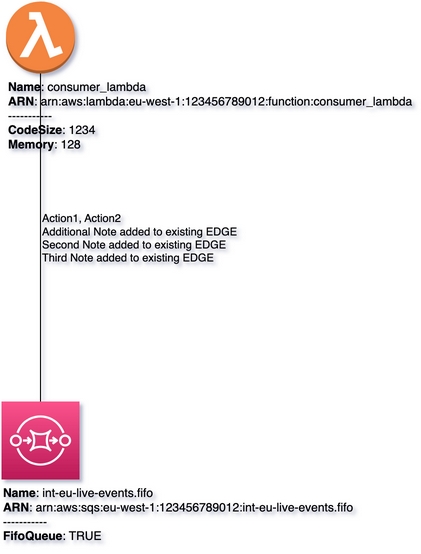 Name: consumer_lambda
ARN: arn:aws:lambda:eu-west-1:123456789012:function:consumer_lambda
-----------
CodeSize: 1234
Memory: 128
Action1, Action2
Additional Note added to existing EDGE
Second Note added to existing EDGE
Third Note added to existing EDGE
Name: int-eu-live-events.fifo
ARN: arn:aws:sqs:eu-west-1:123456789012:int-eu-live-events.fifo
-----------
FifoQueue: TRUE